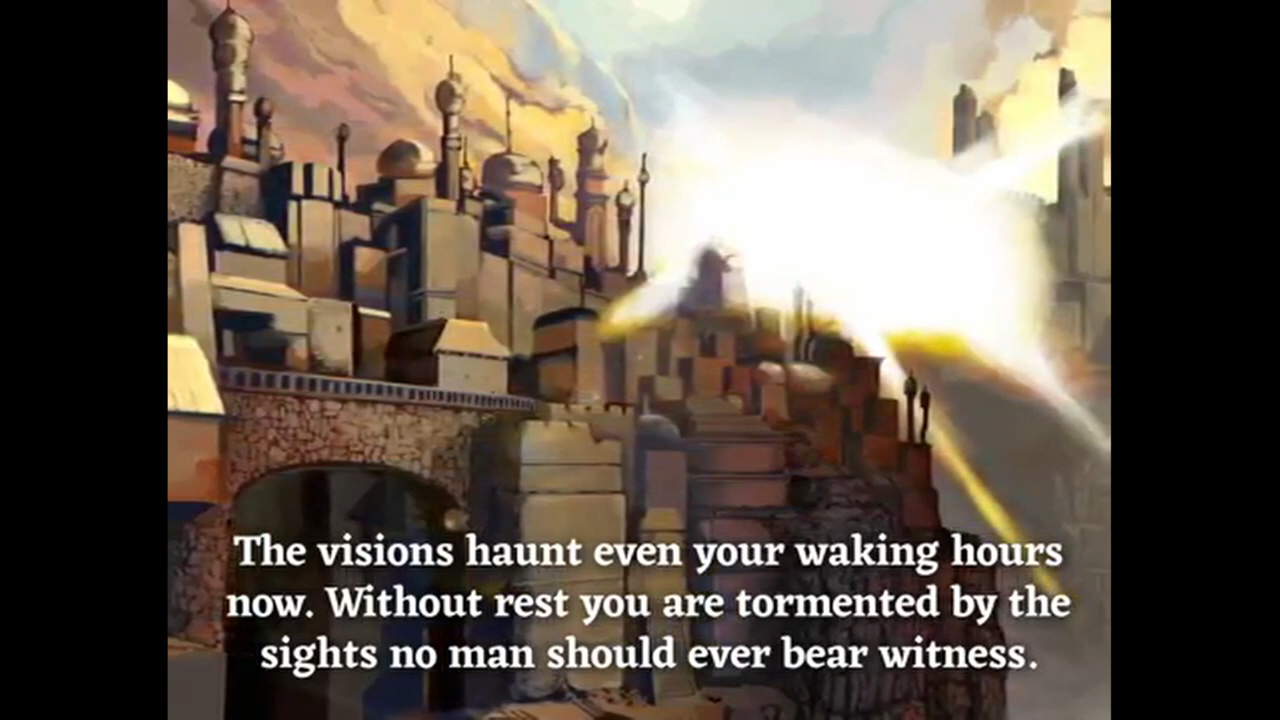 The visions haunt even your waking hours
now. Without rest you are tormented by the
sights no man should ever bear witness.